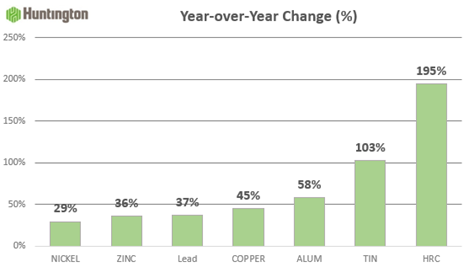 Huntington
Year-over-Year Change (%)
250%
200%
150%
100%
50%
0%
29%
36%
37%
45%
58%
103%
195%
NICKEL
ZINC
Lead
COPPER
ALUM
TIN
HRC